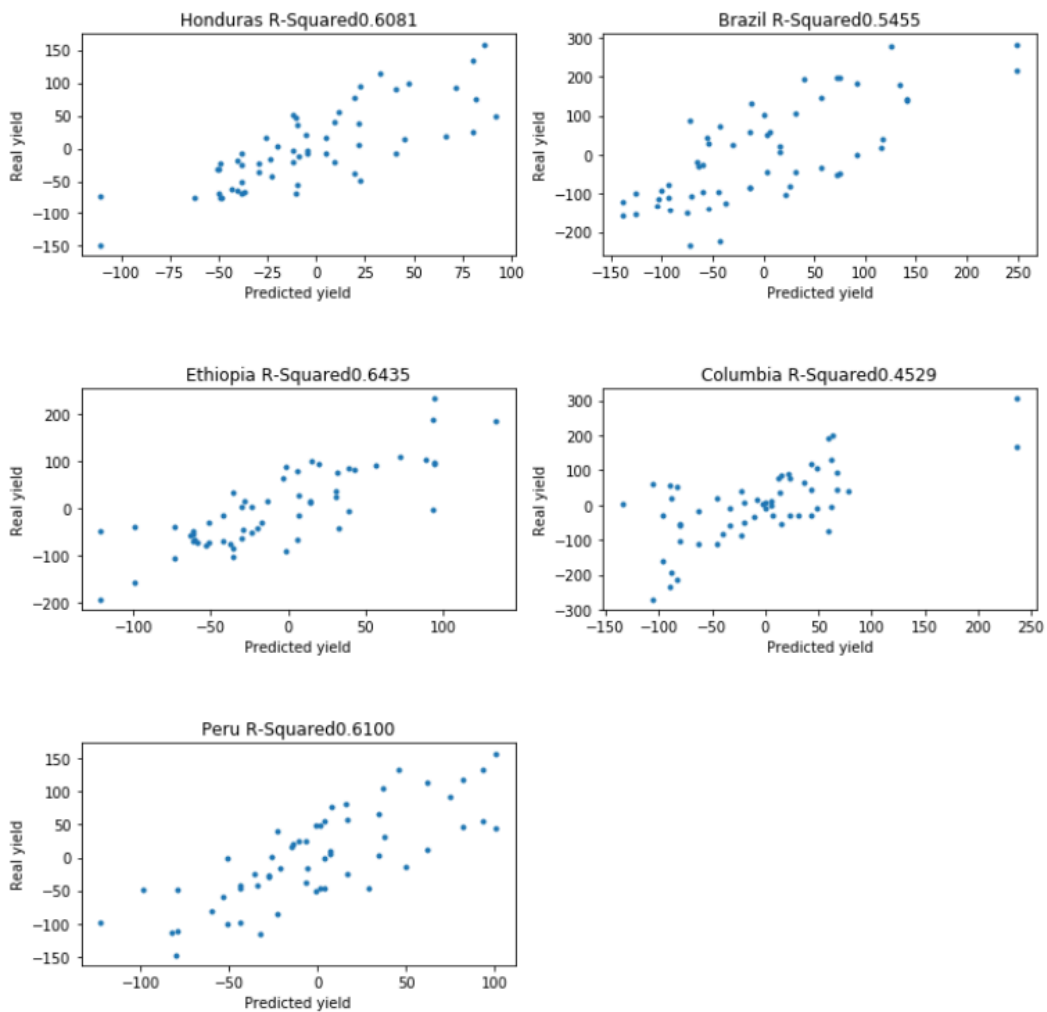 Honduras R-Squared0.6081
150
100
50
0
−50
−100
−150
Real yield
−100 −75 −50 −25 0 25 50 75 100
Predicted yield
Brazil R-Squared0.5455
300
200
100
0
−100
−200
Real yield
−150 −100 −50 0 50 100 150 200 250
Predicted yield
Ethiopia R-Squared0.6435
200
100
0
−100
−200
Real yield
−100 −50 0 50 100
Predicted yield
Columbia R-Squared0.4529
300
200
100
0
−100
−200
−300
Real yield
−150 −100 −50 0 50 100 150 200 250
Predicted yield
Peru R-Squared0.6100
150
100
50
0
−50
−100
−150
Real yield
−100 −50 0 50 100
Predicted yield